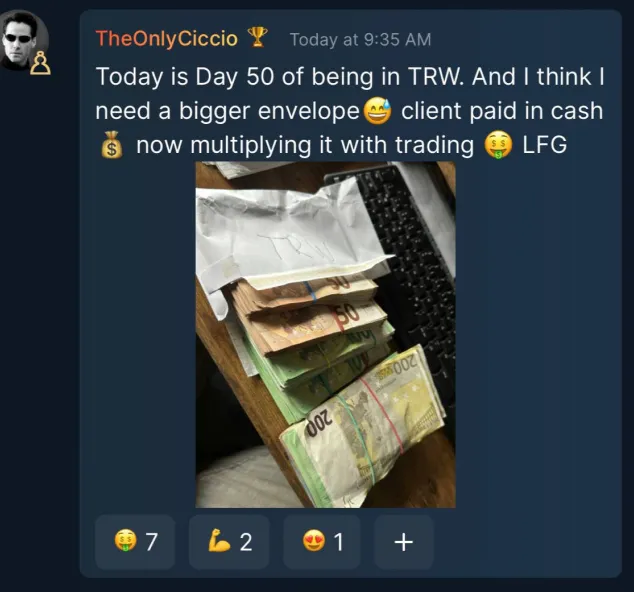 TheOnlyCiccio 🏆 Today at 9:35 AM
Today is Day 50 of being in TRW. And I think I
need a bigger envelope😅 client paid in cash
💰 now multiplying it with trading 🤑 LFG
50
50
100
200
200
🤑 7 💪 2 😍 1 +